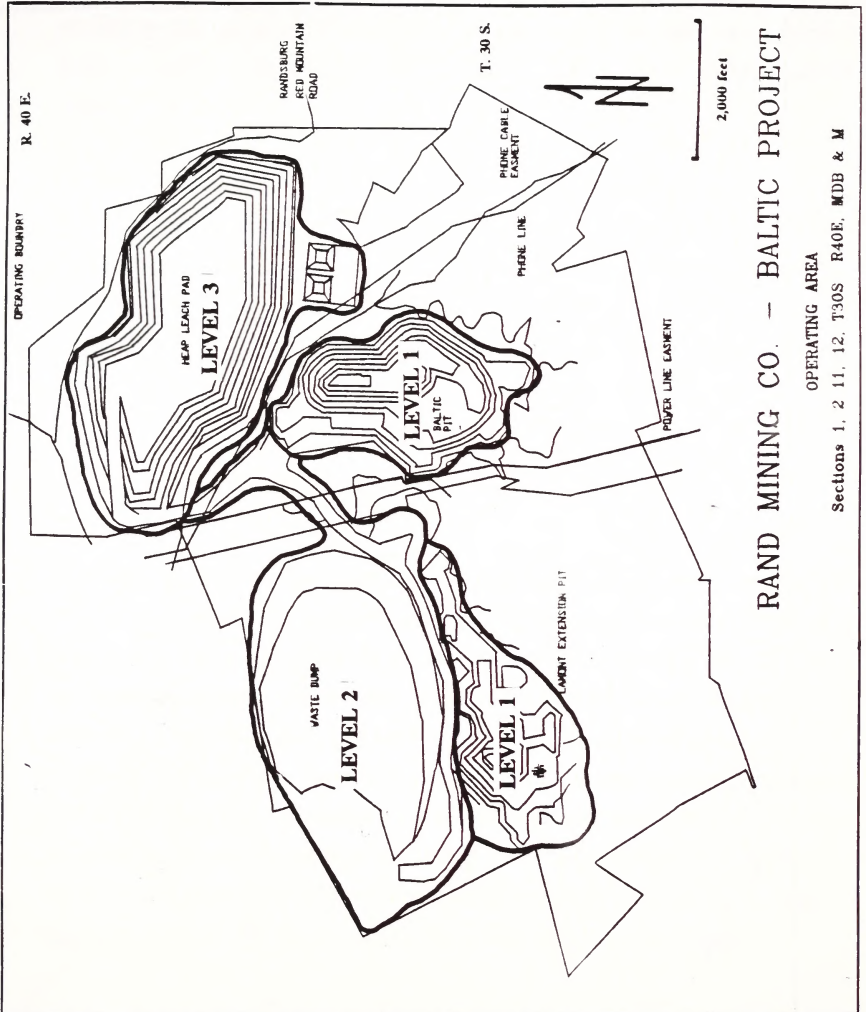 R. 40 E.
OPERATING BOUNDRY
RANDSBURG
RED MOUNTAIN
ROAD
T. 30 S.
HEAP LEACH PAD
LEVEL 3
PHONE CABLE
EASMENT
PHONE LINE
LEVEL 1
BALTIC
PIT
POWER LINE EASMENT
WASTE DUMP
LEVEL 2
LAMONT EXTENSION PIT
LEVEL 1
N
2,000 feet
RAND MINING CO. - BALTIC PROJECT
OPERATING AREA
Sections 1, 2 11, 12, T30S R40E, MDB & M